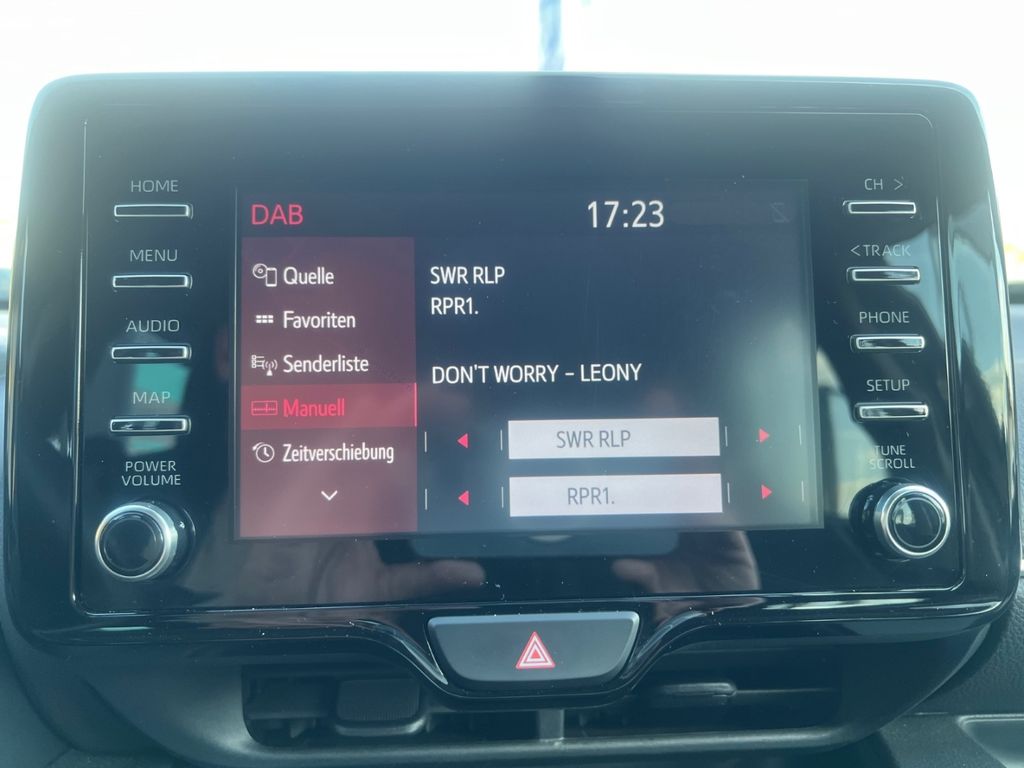 HOME
MENU
AUDIO
MAP
POWER
VOLUME
DAB
17:23
Quelle
Favoriten
Senderliste
Manuell
Zeitverschiebung
SWR RLP
RPR1.
DON'T WORRY – LEONY
SWR RLP
RPR1.
CH >
< TRACK
PHONE
SETUP
TUNE
SCROLL